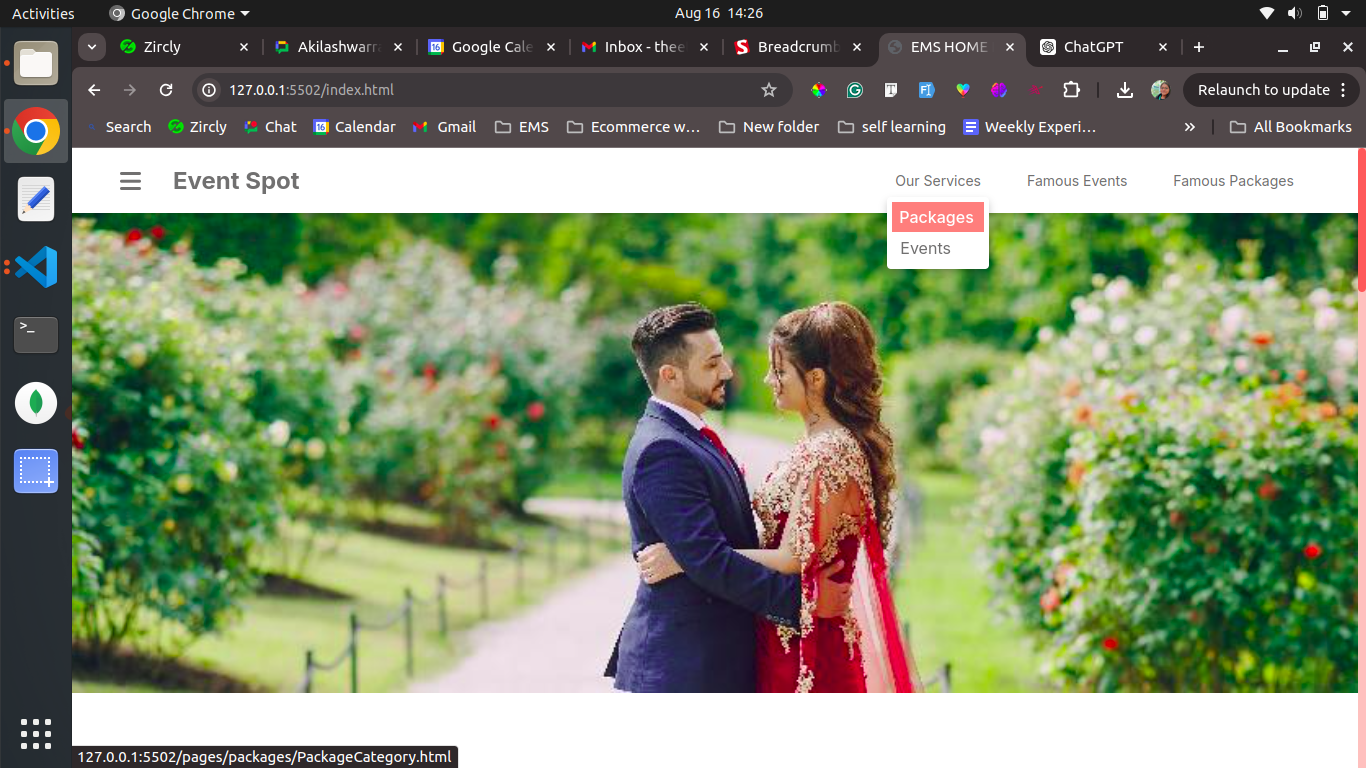 Activities
Google Chrome
Aug 16 14:26
Zircly
Akilashwarr
Google Cale
Inbox - thee
Breadcrumb
EMS HOME
ChatGPT
127.0.0.1:5502/index.html
Relaunch to update
Search
Zircly
Chat
Calendar
Gmail
EMS
Ecommerce w...
New folder
self learning
Weekly Experi...
»
All Bookmarks
Event Spot
Our Services
Famous Events
Famous Packages
Packages
Events
>_
127.0.0.1:5502/pages/packages/PackageCategory.html